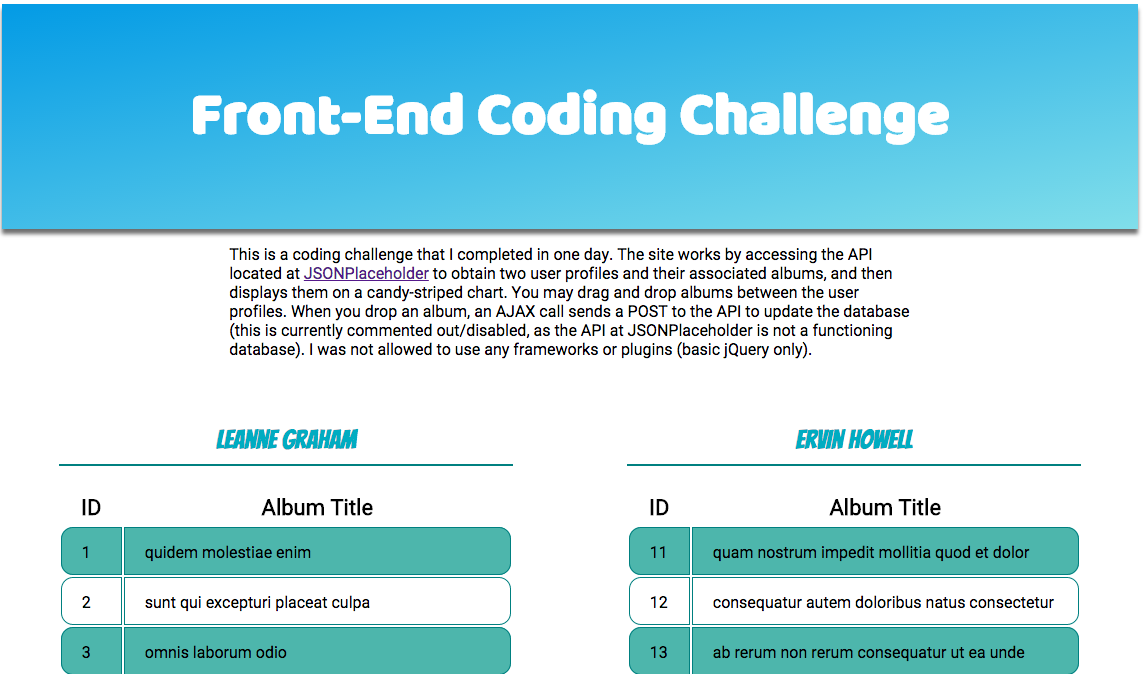 Front-End Coding Challenge
This is a coding challenge that I completed in one day. The site works by accessing the API
located at JSONPlaceholder to obtain two user profiles and their associated albums, and then
displays them on a candy-striped chart. You may drag and drop albums between the user
profiles. When you drop an album, an AJAX call sends a POST to the API to update the database
(this is currently commented out/disabled, as the API at JSONPlaceholder is not a functioning
database). I was not allowed to use any frameworks or plugins (basic jQuery only).
LEANNE GRAHAM
ID Album Title
1 quidem molestiae enim
2 sunt qui excepturi placeat culpa
3 omnis laborum odio
ERVIN HOWELL
ID Album Title
11 quam nostrum impedit mollitia quod et dolor
12 consequatur autem doloribus natus consectetur
13 ab rerum non rerum consequatur ut ea unde